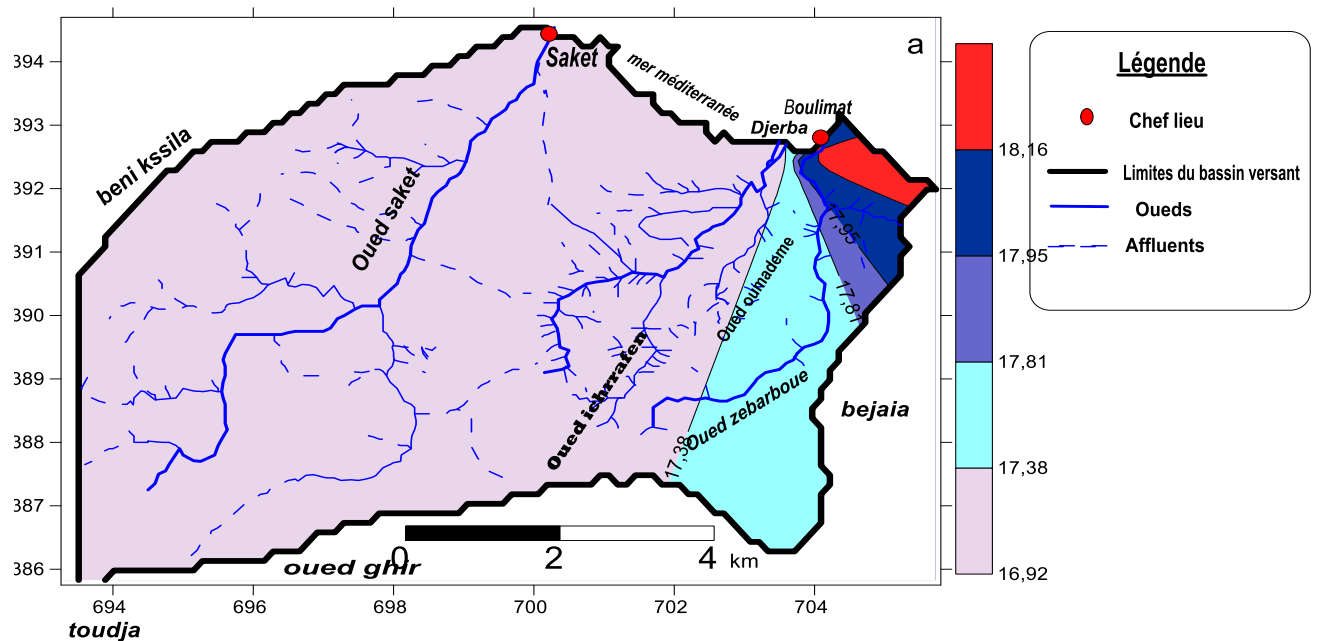 a
Légende
Chef lieu
Limites du bassin versant
Oueds
Affluents
394
393
392
391
390
389
388
387
386
694
696
698
700
702
704
18,16
17,95
17,81
17,38
16,92
Saket
mer méditerranée
Boulimat
Djerba
beni kssila
Oued saket
17,95
17,81
Oued oulmademe
Oued ichrrafen
Oued zebarboue
17,38
bejaia
0
2
4
km
oued ghir
toudja